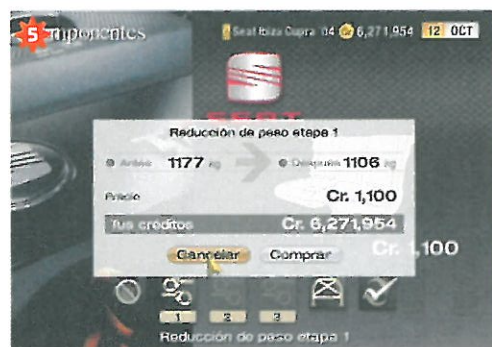 5
Componentes
Seat Ibiza Cupra '04 Cr 6,271,954 12 OCT
SEAT
Reducción de peso etapa 1
Antes 1177 kg Después 1106 kg
Precio Cr. 1,100
Tus créditos Cr. 6,271,954
Cancelar Comprar
Cr. 1,100
1 2 3
Reducción de peso etapa 1